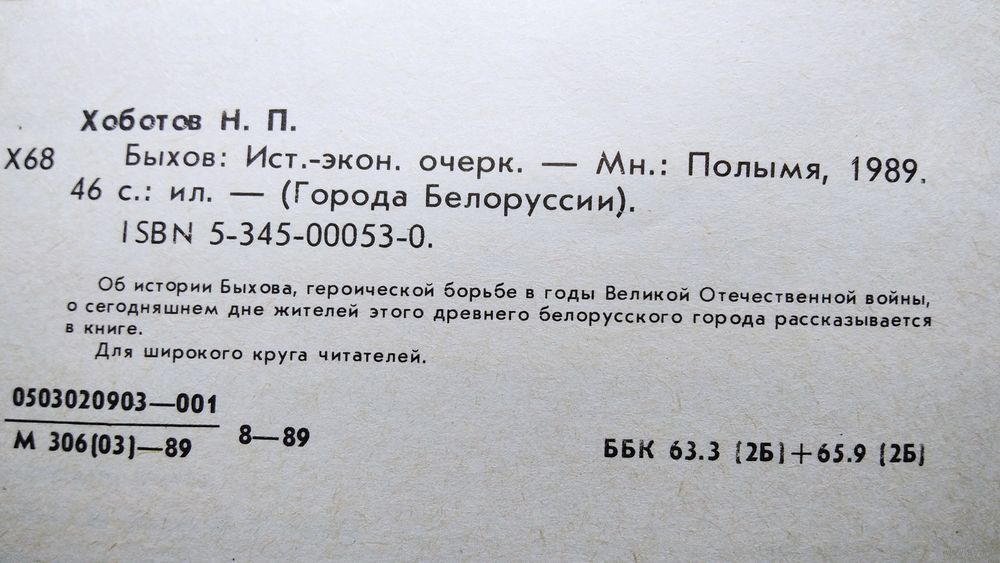 Хоботов Н. П.
Х68 Быхов: Ист.-экон. очерк. — Мн.: Полымя, 1989.
46 с.: ил. — (Города Белоруссии).
ISBN 5-345-00053-0.
Об истории Быхова, героической борьбе в годы Великой Отечественной войны,
о сегодняшнем дне жителей этого древнего белорусского города рассказывается
в книге.
Для широкого круга читателей.
0503020903—001
М 306(03)—89
8—89
ББК 63.3 (2Б)+65.9 (2Б)